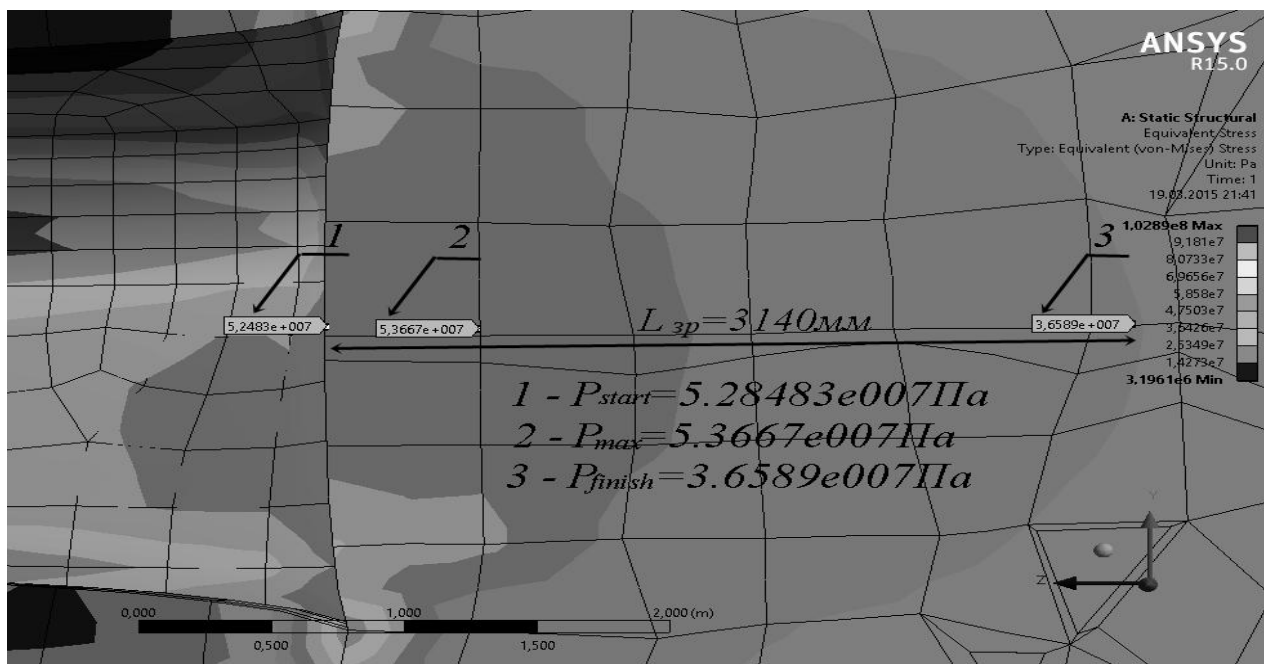 ANSYS
R15.0
A: Static Structural
Equivalent Stress
Type: Equivalent (von-Mises) Stress
Unit: Pa
Time: 1
19.03.2015 21:41
1,0289e8 Max
9,181e7
8,0733e7
6,9656e7
5,858e7
4,7503e7
3,6426e7
2,5349e7
1,4273e7
3,1961e6 Min
1
2
3
5,2483e+007
5,3667e+007
3,6589e+007
L зр=3140мм
1 - Pstart=5.28483e007Па
2 - Pmax=5.3667e007Па
3 - Pfinish=3.6589e007Па
Y
Z
0,000
1,000
2,000 (m)
0,500
1,500